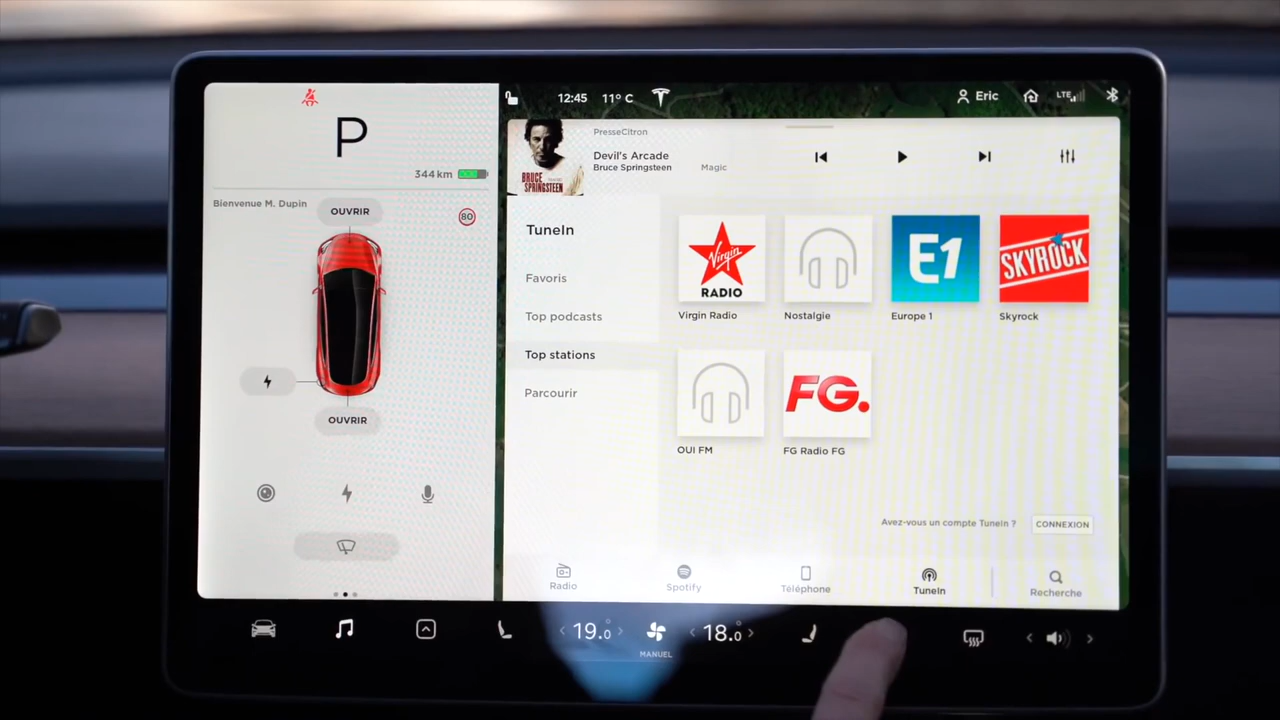 P
344 km
Bienvenue M. Dupin
OUVRIR
80
OUVRIR
12:45 11° C
Eric
LTE
PresseCitron
Devil's Arcade
Bruce Springsteen
Magic
BRUCE
SPRINGSTEEN
TuneIn
Favoris
Top podcasts
Top stations
Parcourir
Virgin
RADIO
Virgin Radio
Nostalgie
E1
Europe 1
SKYROCK
Skyrock
OUI FM
FG.
FG Radio FG
Avez-vous un compte TuneIn ? CONNEXION
Radio
Spotify
Téléphone
TuneIn
Recherche
19.0
MANUEL
18.0